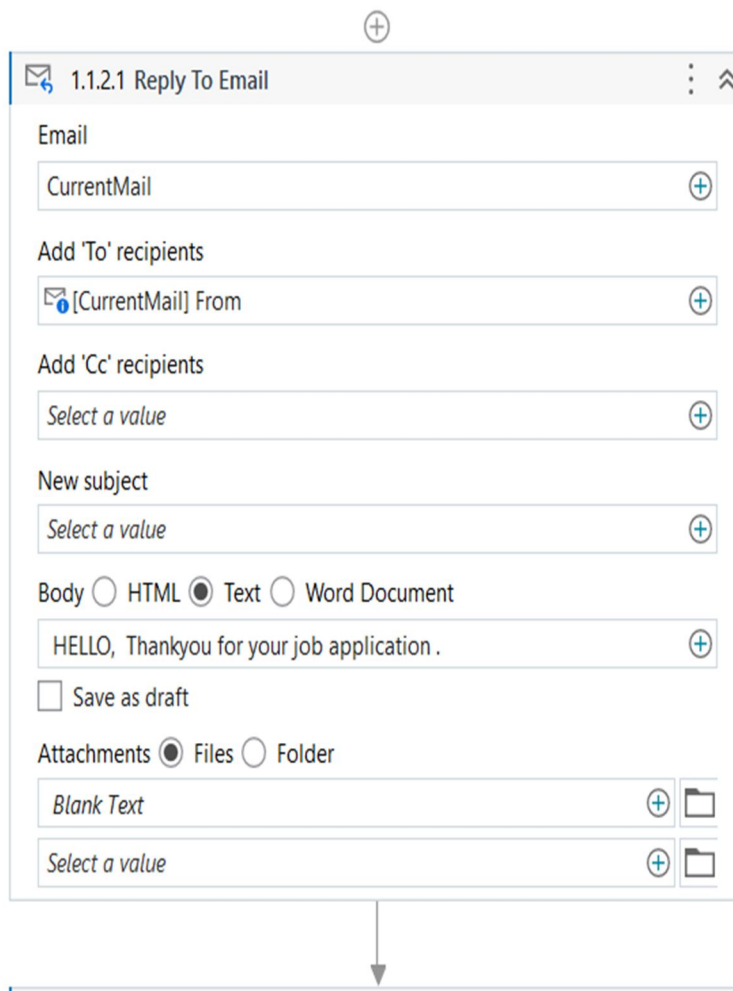 1.1.2.1 Reply To Email
Email
CurrentMail
Add 'To' recipients
[CurrentMail] From
Add 'Cc' recipients
Select a value
New subject
Select a value
Body HTML Text Word Document
HELLO, Thankyou for your job application .
Save as draft
Attachments Files Folder
Blank Text
Select a value